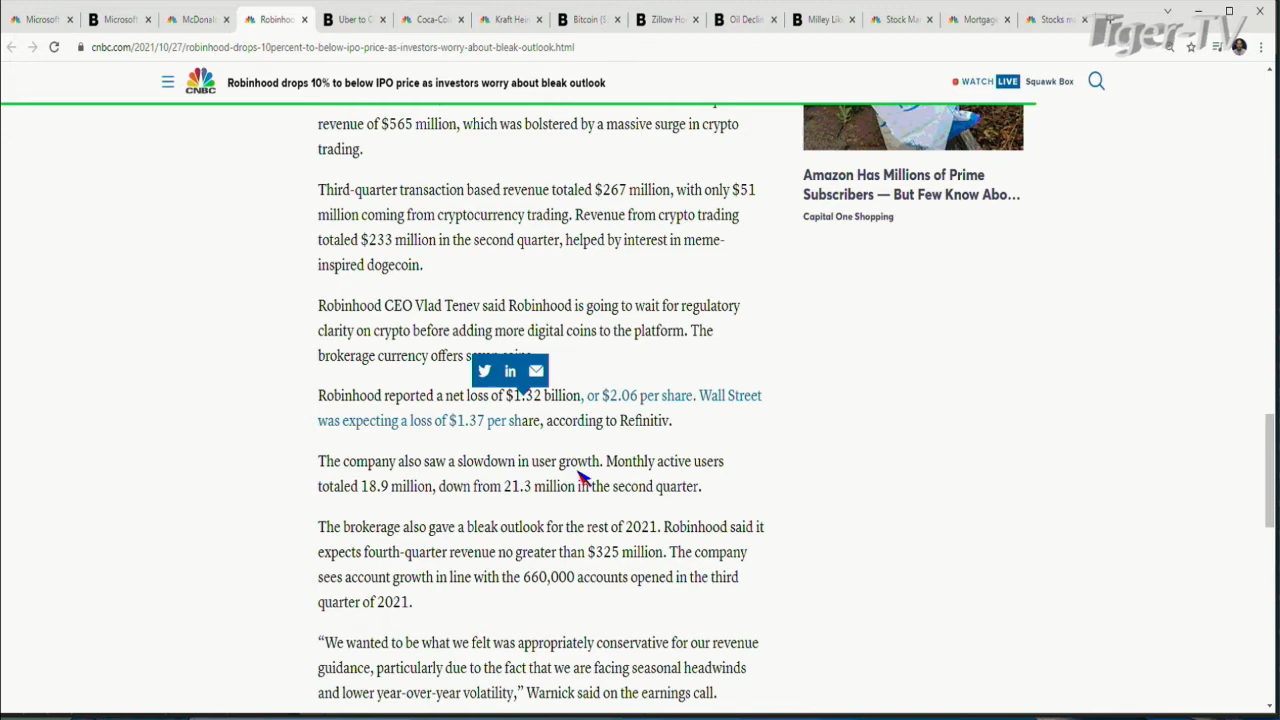 Microsoft
Microsoft
McDonal
Robinhoo
Uber to C
Coca-Col
Kraft Hei
Bitcoin (
Zillow Ho
Oil Declin
Milley Lik
Stock Ma
Mortgag
Stocks m
Tiger-TV
cnbc.com/2021/10/27/robinhood-drops-10percent-to-below-ipo-price-as-investors-worry-about-bleak-outlook.html
CNBC
Robinhood drops 10% to below IPO price as investors worry about bleak outlook
WATCH LIVE Squawk Box
revenue of $565 million, which was bolstered by a massive surge in crypto
trading.
Third-quarter transaction based revenue totaled $267 million, with only $51
million coming from cryptocurrency trading. Revenue from crypto trading
totaled $233 million in the second quarter, helped by interest in meme-
inspired dogecoin.
Robinhood CEO Vlad Tenev said Robinhood is going to wait for regulatory
clarity on crypto before adding more digital coins to the platform. The
brokerage currency offers seven coins.
Robinhood reported a net loss of $1.32 billion, or $2.06 per share. Wall Street
was expecting a loss of $1.37 per share, according to Refinitiv.
The company also saw a slowdown in user growth. Monthly active users
totaled 18.9 million, down from 21.3 million in the second quarter.
The brokerage also gave a bleak outlook for the rest of 2021. Robinhood said it
expects fourth-quarter revenue no greater than $325 million. The company
sees account growth in line with the 660,000 accounts opened in the third
quarter of 2021.
“We wanted to be what we felt was appropriately conservative for our revenue
guidance, particularly due to the fact that we are facing seasonal headwinds
and lower year-over-year volatility,” Warnick said on the earnings call.
Amazon Has Millions of Prime
Subscribers — But Few Know Abo...
Capital One Shopping